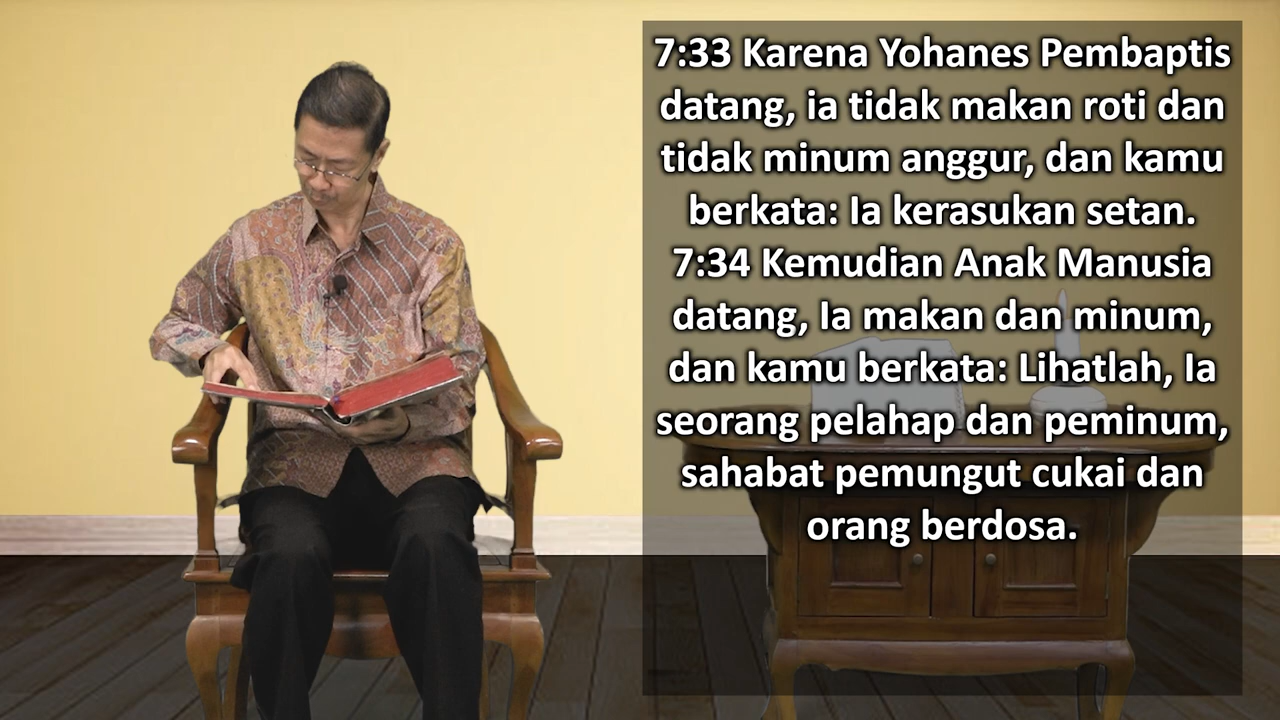 7:33 Karena Yohanes Pembaptis
datang, ia tidak makan roti dan
tidak minum anggur, dan kamu
berkata: Ia kerasukan setan.
7:34 Kemudian Anak Manusia
datang, Ia makan dan minum,
dan kamu berkata: Lihatlah, Ia
seorang pelahap dan peminum,
sahabat pemungut cukai dan
orang berdosa.